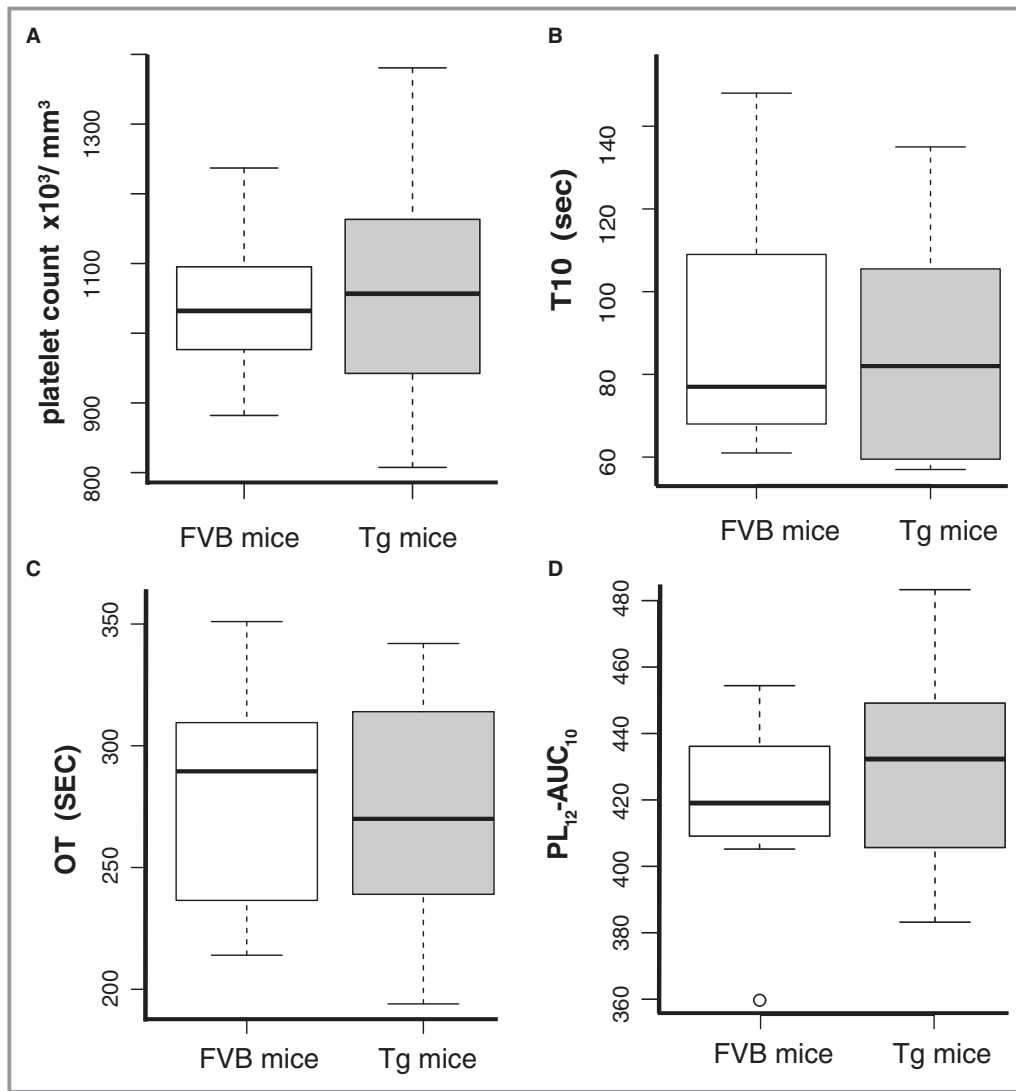 A
platelet count x10³/mm³
1300
1100
900
800
FVB mice
Tg mice
B
T10 (sec)
140
120
100
80
60
FVB mice
Tg mice
C
OT (SEC)
350
300
250
200
FVB mice
Tg mice
D
PL₁₂-AUC₁₀
480
460
440
420
400
380
360
FVB mice
Tg mice